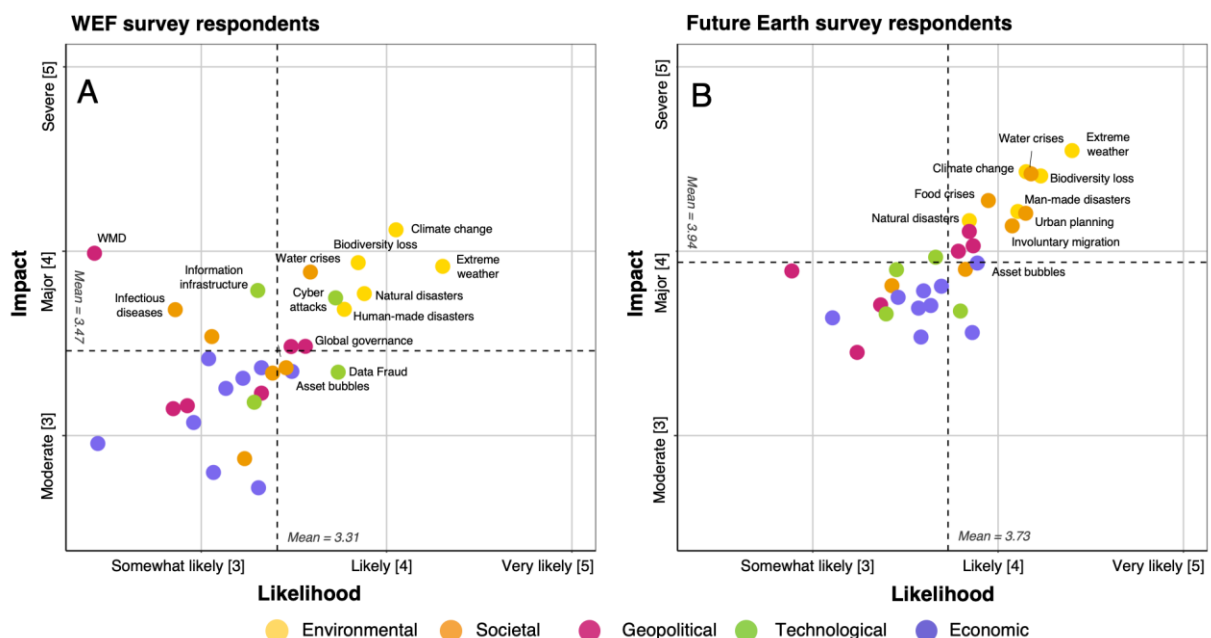 WEF survey respondents
A
Severe [5]
Major [4]
Moderate [3]
Impact
Mean = 3.47
WMD
Information
infrastructure
Infectious
diseases
Climate change
Biodiversity loss
Water crises
Extreme
weather
Cyber
attacks
Natural disasters
Human-made disasters
Global governance
Data Fraud
Asset bubbles
Mean = 3.31
Somewhat likely [3]
Likely [4]
Very likely [5]
Likelihood
Future Earth survey respondents
B
Severe [5]
Major [4]
Moderate [3]
Impact
Mean = 3.94
Water crises
Extreme
weather
Climate change
Biodiversity loss
Food crises
Man-made disasters
Natural disasters
Urban planning
Involuntary migration
Asset bubbles
Mean = 3.73
Somewhat likely [3]
Likely [4]
Very likely [5]
Likelihood
Environmental
Societal
Geopolitical
Technological
Economic